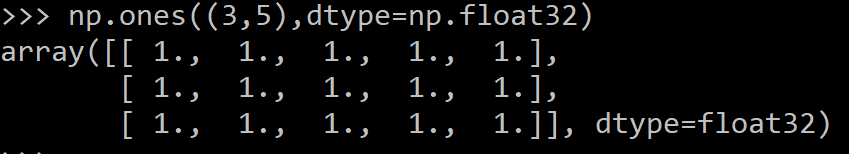 >>> np.ones((3,5),dtype=np.float32)
array([[ 1., 1., 1., 1., 1.],
[ 1., 1., 1., 1., 1.],
[ 1., 1., 1., 1., 1.]], dtype=float32)
>>>